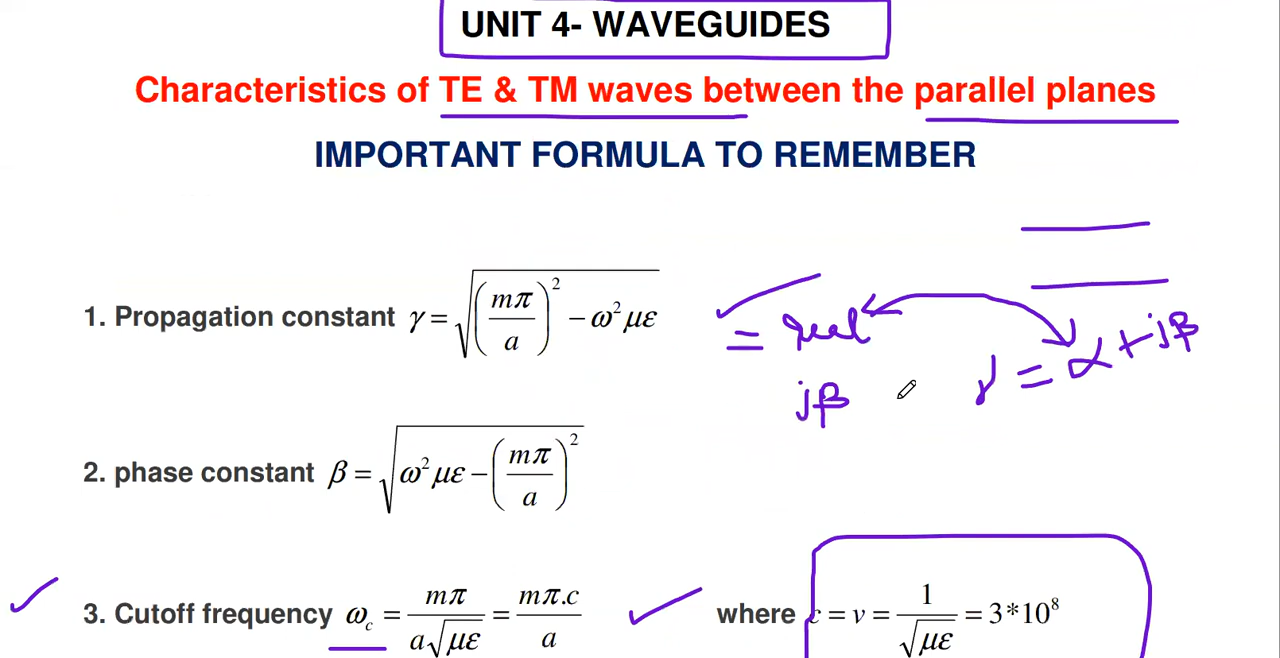 UNIT 4- WAVEGUIDES
Characteristics of TE & TM waves between the parallel planes
IMPORTANT FORMULA TO REMEMBER
1. Propagation constant γ = √((mπ/a)² − ω²με) = real γ = α + jβ
jβ
2. phase constant β = √(ω²με − (mπ/a)²)
3. Cutoff frequency ω_c = mπ/(a√με) = mπ.c/a where c = v = 1/√με = 3*10⁸